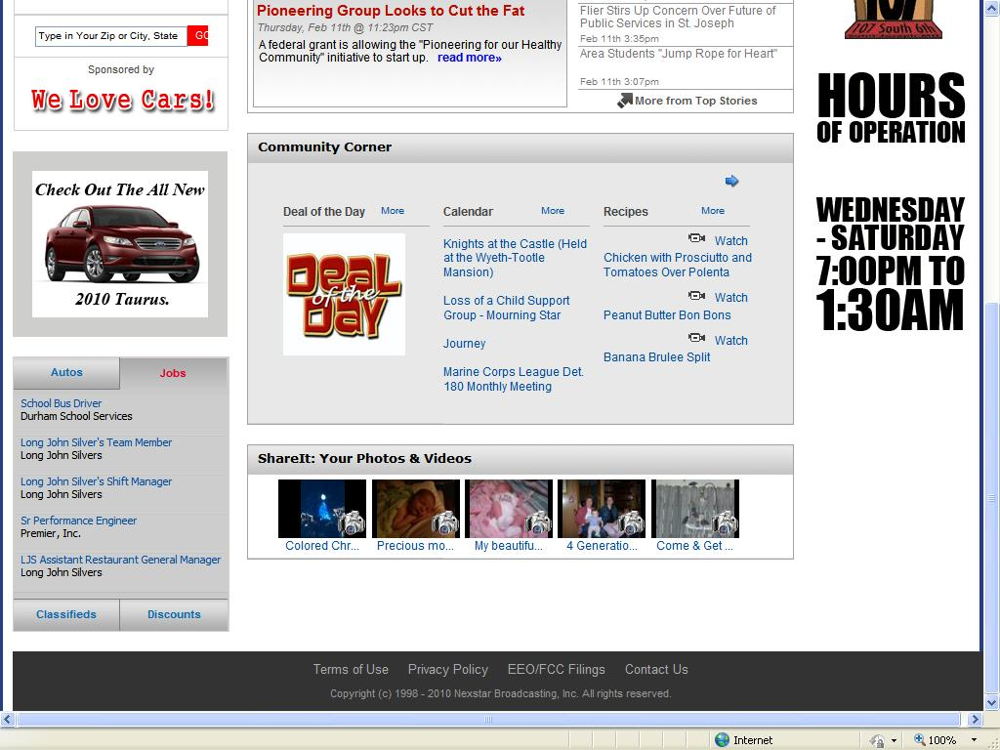 Type in Your Zip or City, State GO
Sponsored by
We Love Cars!
Check Out The All New
2010 Taurus.
Autos Jobs
School Bus Driver
Durham School Services
Long John Silver's Team Member
Long John Silvers
Long John Silver's Shift Manager
Long John Silvers
Sr Performance Engineer
Premier, Inc.
LJS Assistant Restaurant General Manager
Long John Silvers
Classifieds Discounts
Pioneering Group Looks to Cut the Fat
Thursday, Feb 11th @ 11:23pm CST
A federal grant is allowing the "Pioneering for our Healthy
Community" initiative to start up. read more»
Flier Stirs Up Concern Over Future of
Public Services in St. Joseph
Feb 11th 3:35pm
Area Students "Jump Rope for Heart"
Feb 11th 3:07pm
More from Top Stories
Community Corner
Deal of the Day More
Deal
of the
Day
Calendar More
Knights at the Castle (Held
at the Wyeth-Tootle
Mansion)
Loss of a Child Support
Group - Mourning Star
Journey
Marine Corps League Det.
180 Monthly Meeting
Recipes More
Watch
Chicken with Prosciutto and
Tomatoes Over Polenta
Watch
Peanut Butter Bon Bons
Watch
Banana Brulee Split
ShareIt: Your Photos & Videos
Colored Chr... Precious mo... My beautifu... 4 Generatio... Come & Get ...
107
107 South 6th
HOURS
OF OPERATION
WEDNESDAY
- SATURDAY
7:00PM TO
1:30AM
Terms of Use Privacy Policy EEO/FCC Filings Contact Us
Copyright (c) 1998 - 2010 Nexstar Broadcasting, Inc. All rights reserved.
Internet 100%